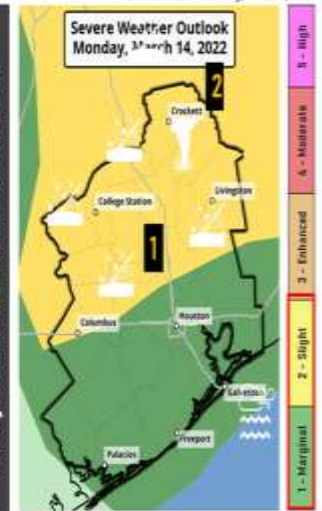 Severe Weather Outlook
Monday, March 14, 2022
2
Crockett
College Station
Livingston
1
Columbus
Houston
Galveston
Freeport
Palacios
5 - High
4 - Moderate
3 - Enhanced
2 - Slight
1 - Marginal